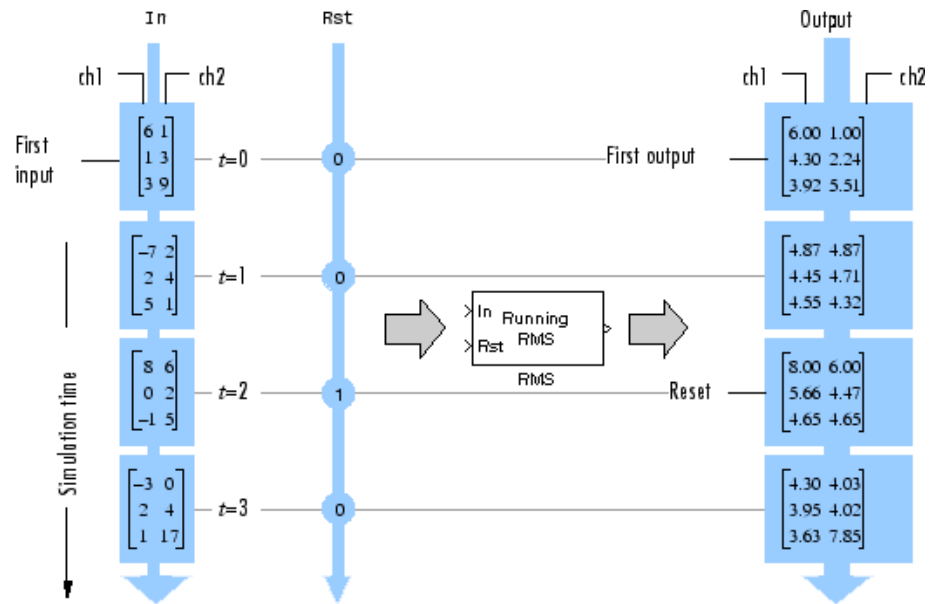 In Rst Output
ch1 ch2 ch1 ch2
First input
6 1
1 3
3 9
t=0
0
First output
6.00 1.00
4.30 2.24
3.92 5.51
−7 2
2 4
5 1
t=1
0
4.87 4.87
4.45 4.71
4.55 4.32
In
Rst
Running
RMS
RMS
Simulation time
8 6
0 2
−1 5
t=2
1
Reset
8.00 6.00
5.66 4.47
4.65 4.65
−3 0
2 4
1 17
t=3
0
4.30 4.03
3.95 4.02
3.63 7.85